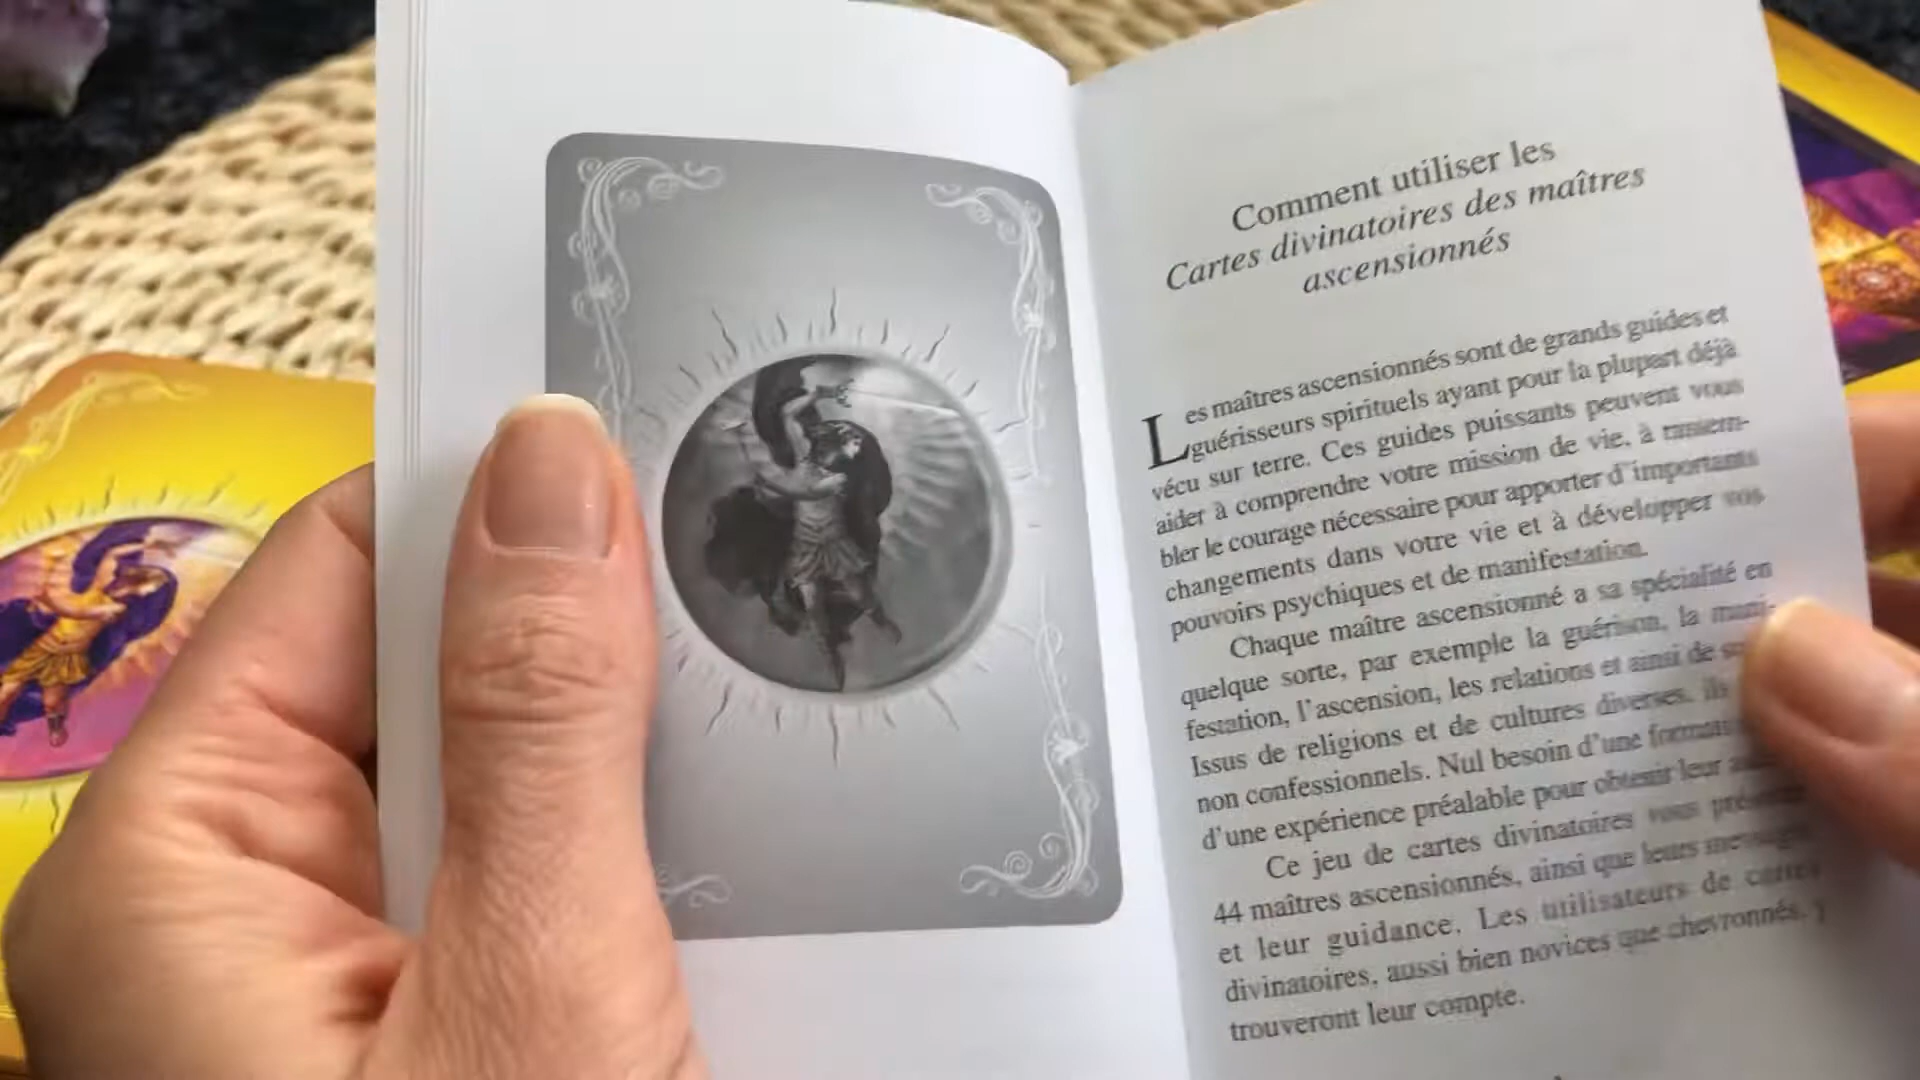 Comment utiliser les
Cartes divinatoires des maîtres
ascensionnés
Les maîtres ascensionnés sont de grands guides et
guérisseurs spirituels ayant pour la plupart déjà
vécu sur terre. Ces guides puissants peuvent vous
aider à comprendre votre mission de vie, à rassem-
bler le courage nécessaire pour apporter d'importants
changements dans votre vie et à développer vos
pouvoirs psychiques et de manifestation.
Chaque maître ascensionné a sa spécialité en
quelque sorte, par exemple la guérison, la mani-
festation, l'ascension, les relations et ainsi de
Issus de religions et de cultures diverses, ils
non confessionnels. Nul besoin d'une
d'une expérience préalable pour obtenir leur
Ce jeu de cartes divinatoires vous
44 maîtres ascensionnés, ainsi que leurs messages
et leur guidance. Les utilisateurs de cartes
divinatoires, aussi bien novices que chevronnés, y
trouveront leur compte.